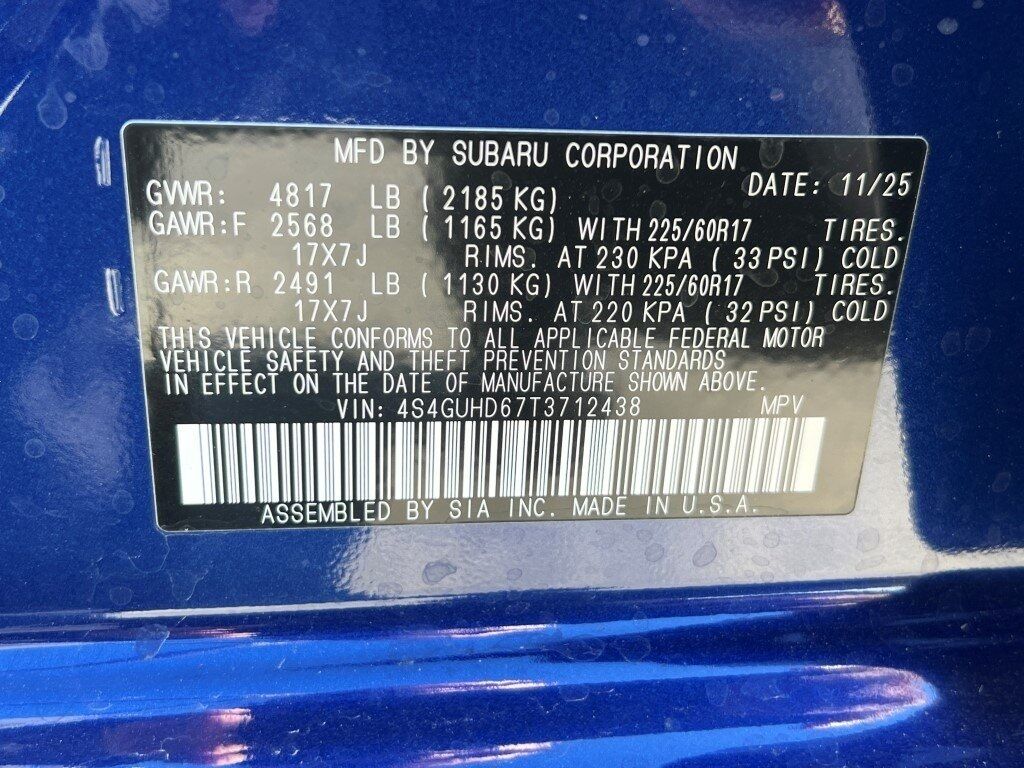 MFD BY SUBARU CORPORATION
DATE: 11/25
GVWR: 4817 LB ( 2185 KG)
GAWR:F 2568 LB ( 1165 KG) WITH 225/60R17 TIRES.
17X7J RIMS. AT 230 KPA ( 33 PSI) COLD
GAWR:R 2491 LB ( 1130 KG) WITH 225/60R17 TIRES.
17X7J RIMS. AT 220 KPA ( 32 PSI) COLD
THIS VEHICLE CONFORMS TO ALL APPLICABLE FEDERAL MOTOR
VEHICLE SAFETY AND THEFT PREVENTION STANDARDS
IN EFFECT ON THE DATE OF MANUFACTURE SHOWN ABOVE.
VIN: 4S4GUHD67T3712438 MPV
ASSEMBLED BY SIA INC. MADE IN U.S.A.